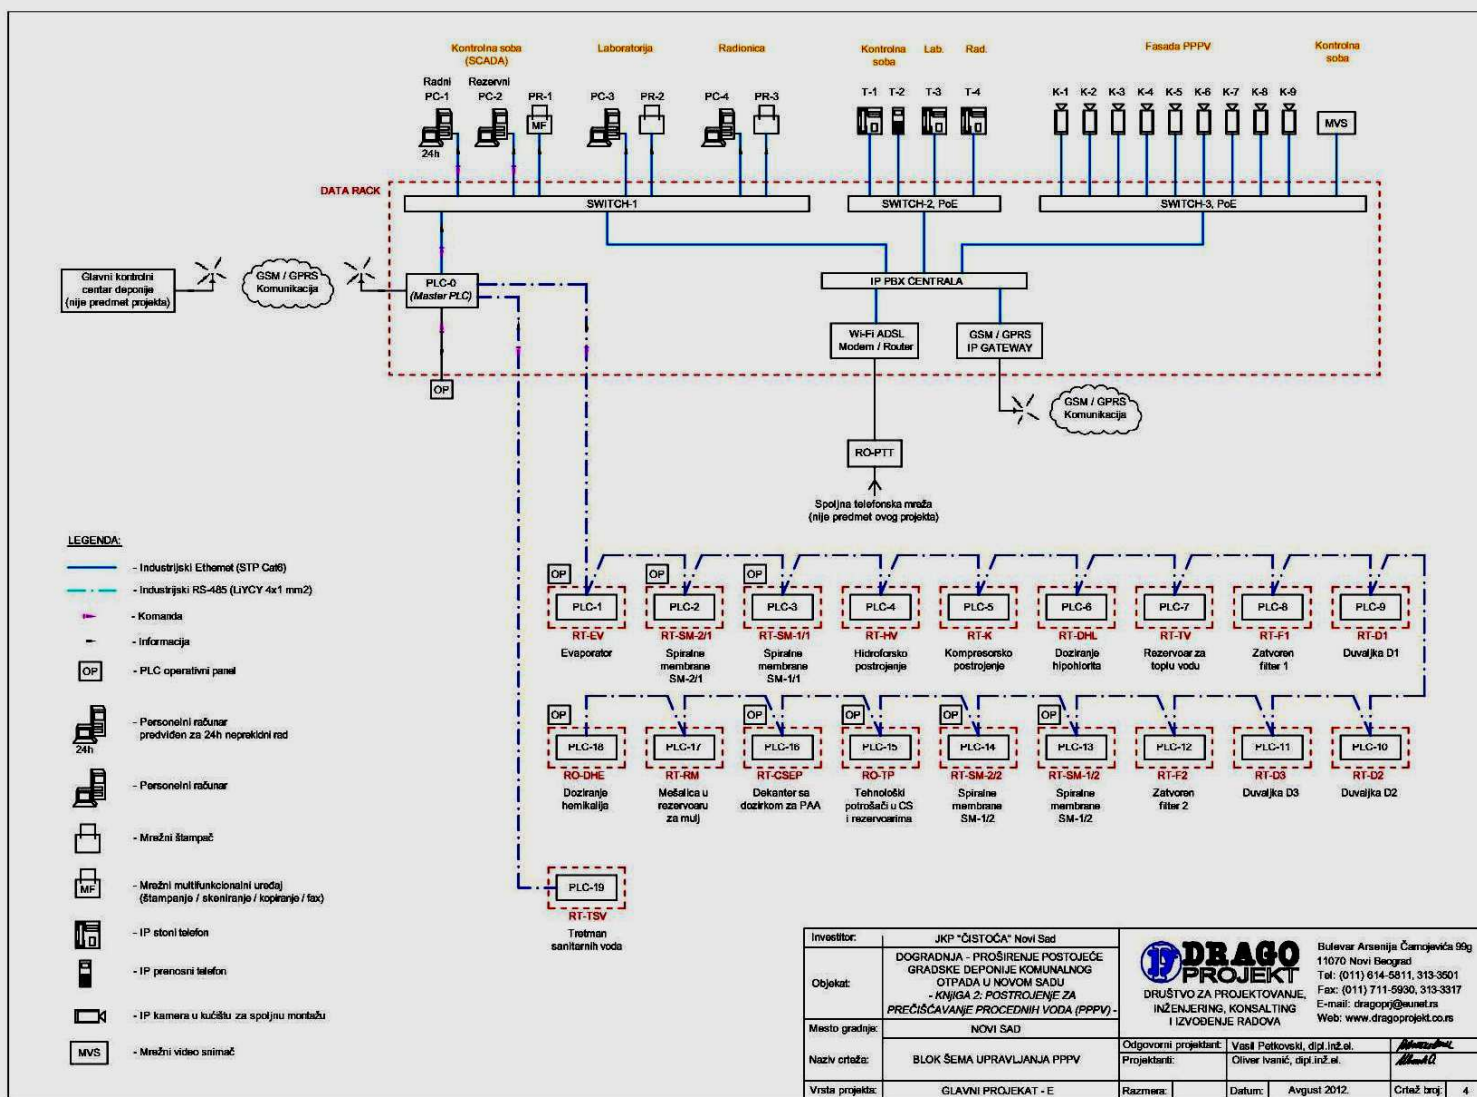 Kontrolna soba
(SCADA)
Laboratorija
Radionica
Kontrolna
soba
Lab.
Rad.
Fasada PPPV
Kontrolna
soba
Radni
PC-1
Rezervni
PC-2
PR-1
PC-3
PR-2
PC-4
PR-3
T-1
T-2
T-3
T-4
K-1
K-2
K-3
K-4
K-5
K-6
K-7
K-8
K-9
MF
MVS
24h
DATA RACK
SWITCH-1
SWITCH-2, PoE
SWITCH-3, PoE
Glavni kontrolni
centar deponije
(nije predmet projekta)
GSM / GPRS
Komunikacija
PLC-0
(Master PLC)
IP PBX CENTRALA
Wi-Fi ADSL
Modem / Router
GSM / GPRS
IP GATEWAY
OP
GSM / GPRS
Komunikacija
RO-PTT
Spoljna telefonska mreža
(nije predmet ovog projekta)
LEGENDA:
- Industrijski Ethernet (STP Cat6)
- Industrijski RS-485 (LiYCY 4x1 mm2)
- Komanda
- Informacija
OP
- PLC operativni panel
- Personelni računar
predviđen za 24h neprekidni rad
24h
- Personelni računar
- Mrežni štampač
MF
- Mrežni multifunkcionalni uređaj
(štampanje / skeniranje / kopiranje / fax)
- IP stoni telefon
- IP prenosni telefon
- IP kamera u kućištu za spoljnu montažu
MVS
- Mrežni video snimač
OP
OP
OP
PLC-1
PLC-2
PLC-3
PLC-4
PLC-5
PLC-6
PLC-7
PLC-8
PLC-9
RT-EV
RT-SM-2/1
RT-SM-1/1
RT-HV
RT-K
RT-DHL
RT-TV
RT-F1
RT-D1
Evaporator
Spiralne
membrane
SM-2/1
Spiralne
membrane
SM-1/1
Hidroforsko
postrojenje
Kompresorsko
postrojenje
Doziranje
hipohlorita
Rezervoar za
toplu vodu
Zatvoren
filter 1
Duvaljka D1
OP
OP
OP
OP
OP
PLC-18
PLC-17
PLC-16
PLC-15
PLC-14
PLC-13
PLC-12
PLC-11
PLC-10
RO-DHE
RT-RM
RT-CSEP
RO-TP
RT-SM-2/2
RT-SM-1/2
RT-F2
RT-D3
RT-D2
Doziranje
hemikalija
Mešalica u
rezervoaru
za mulj
Dekanter sa
dozirkom za PAA
Tehnološki
potrošači u CS
i rezervoarima
Spiralne
membrane
SM-1/2
Spiralne
membrane
SM-1/2
Zatvoren
filter 2
Duvaljka D3
Duvaljka D2
PLC-19
RT-TSV
Tretman
sanitarnih voda
Investitor:
JKP "ČISTOĆA" Novi Sad
Objekat:
DOGRADNJA - PROŠIRENJE POSTOJEĆE
GRADSKE DEPONIJE KOMUNALNOG
OTPADA U NOVOM SADU
- KNJIGA 2: POSTROJENJE ZA
PREČIŠĆAVANJE PROCEDNIH VODA (PPPV) -
Mesto gradnje:
NOVI SAD
Naziv crteža:
BLOK ŠEMA UPRAVLJANJA PPPV
Vrsta projekta:
GLAVNI PROJEKAT - E
DRAGO
PROJEKT
DRUŠTVO ZA PROJEKTOVANJE,
INŽENJERING, KONSALTING
I IZVOĐENJE RADOVA
Bulevar Arsenija Čarnojevića 99g
11070 Novi Beograd
Tel: (011) 614-5811, 313-3501
Fax: (011) 711-5930, 313-3317
E-mail: dragoprj@eunet.rs
Web: www.dragoprojekt.co.rs
Odgovorni projektant:
Vasil Petkovski, dipl.inž.el.
Projektanti:
Oliver Ivanić, dipl.inž.el.
Razmera:
Datum:
Avgust 2012.
Crtež broj:
4